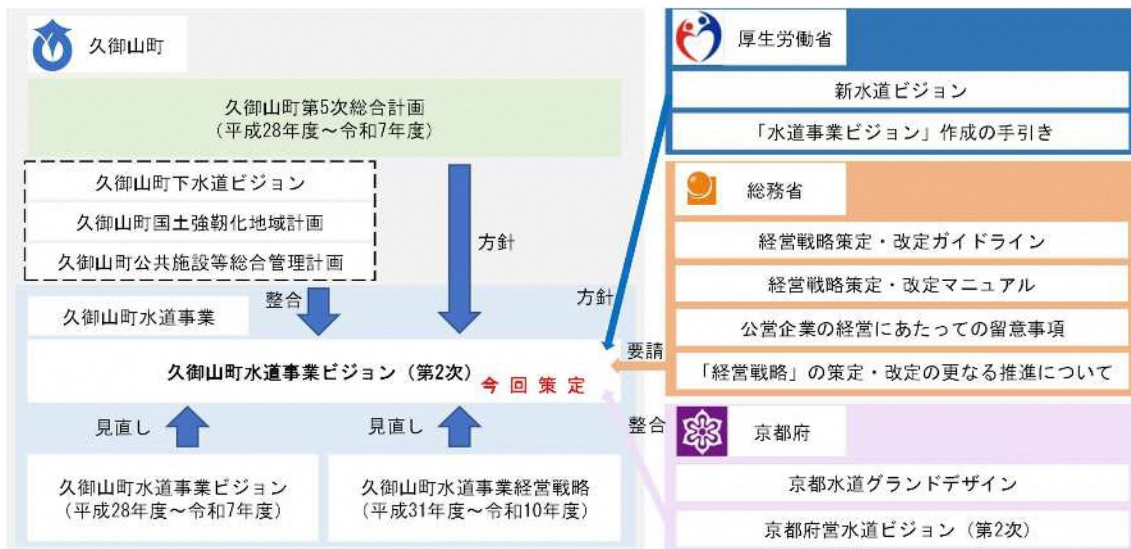 久御山町
久御山町第5次総合計画
（平成28年度～令和7年度）
久御山町下水道ビジョン
久御山町国土強靭化地域計画
久御山町公共施設等総合管理計画
整合
方針
方針
久御山町水道事業
久御山町水道事業ビジョン（第2次）
今回策定
見直し
見直し
久御山町水道事業ビジョン
（平成28年度～令和7年度）
久御山町水道事業経営戦略
（平成31年度～令和10年度）
厚生労働省
新水道ビジョン
「水道事業ビジョン」作成の手引き
総務省
経営戦略策定・改定ガイドライン
経営戦略策定・改定マニュアル
公営企業の経営にあたっての留意事項
「経営戦略」の策定・改定の更なる推進について
要請
整合
京都府
京都水道グランドデザイン
京都府営水道ビジョン（第2次）